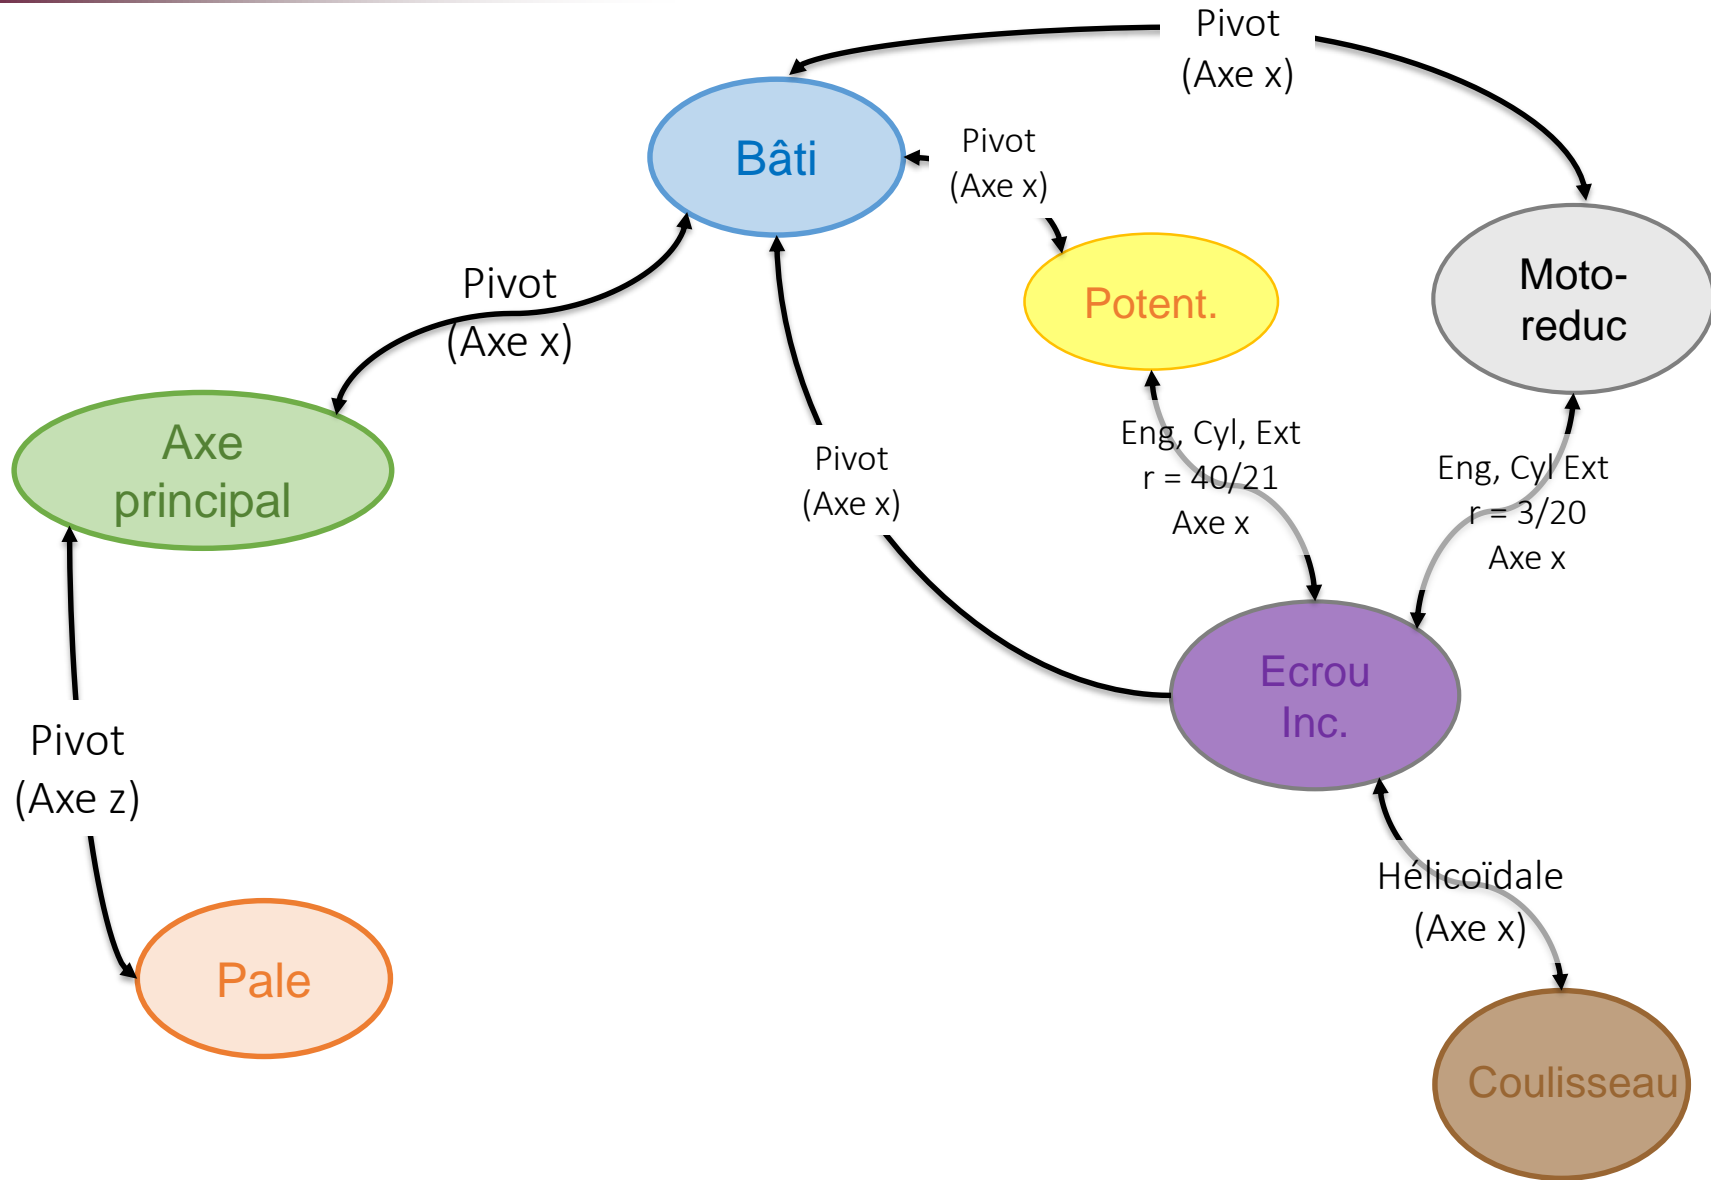 Pivot
(Axe x)
Bâti
Pivot
(Axe x)
Pivot
(Axe x)
Potent.
Moto-
reduc
Axe
principal
Pivot
(Axe x)
Eng, Cyl, Ext
r = 40/21
Axe x
Eng, Cyl Ext
r = 3/20
Axe x
Ecrou
Inc.
Pivot
(Axe z)
Hélicoïdale
(Axe x)
Pale
Coulisseau